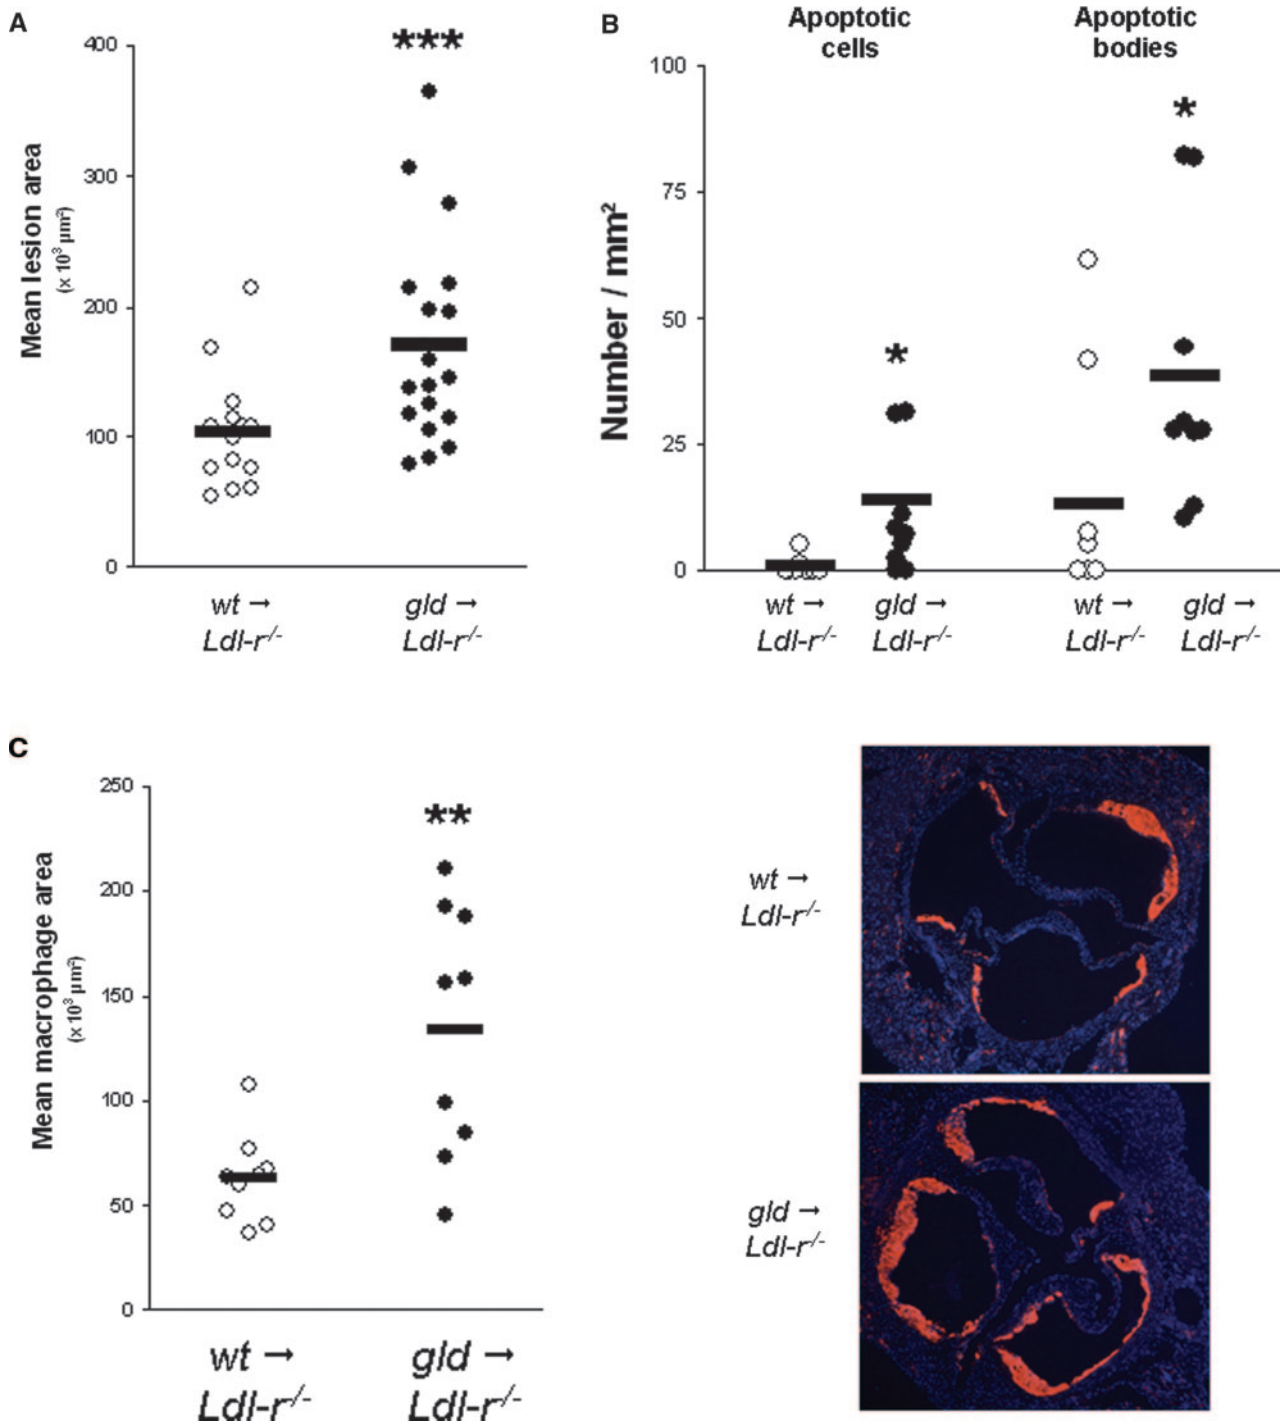 A
400
300
200
100
0
Mean lesion area
(x 10³ µm²)
***
wt →
Ldl-r⁻/⁻
gld →
Ldl-r⁻/⁻
B
Apoptotic
cells
Apoptotic
bodies
100
75
50
25
0
Number / mm²
*
*
wt →
Ldl-r⁻/⁻
gld →
Ldl-r⁻/⁻
wt →
Ldl-r⁻/⁻
gld →
Ldl-r⁻/⁻
C
250
200
150
100
50
0
Mean macrophage area
(x 10³ µm²)
**
wt →
Ldl-r⁻/⁻
gld →
Ldl-r⁻/⁻
wt →
Ldl-r⁻/⁻
gld →
Ldl-r⁻/⁻